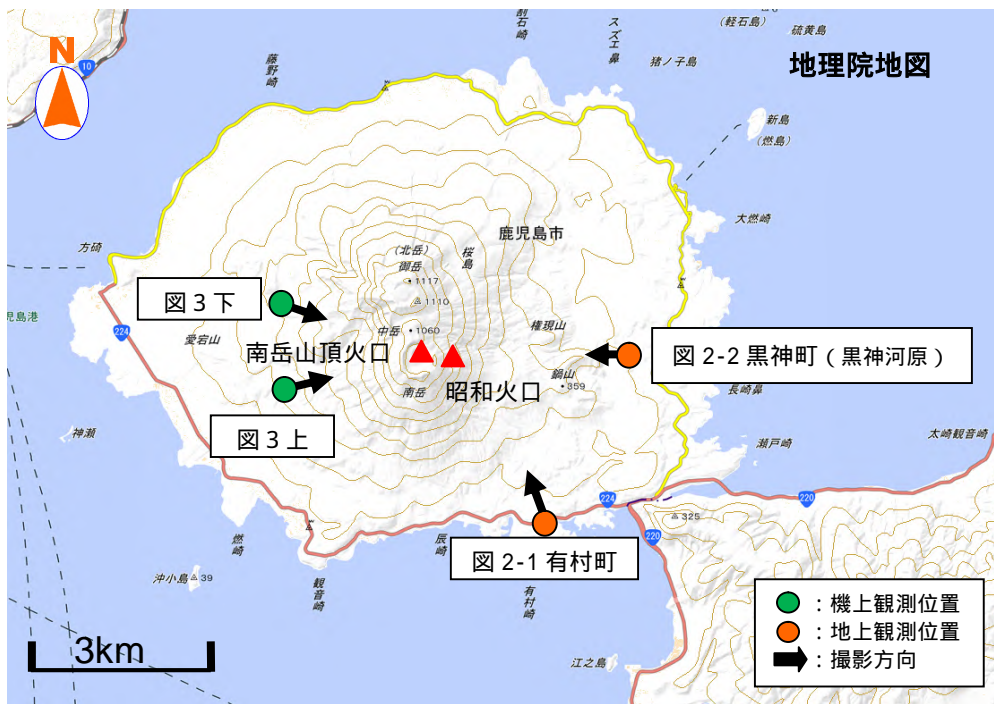 割石崎
スズエ鼻
(軽石島)
硫黄島
猪ノ子島
地理院地図
N
10
藤野崎
新島
(燃島)
大燃崎
鹿児島市
桜島
(北岳)
御岳
1117
1110
方碕
図3下
児島港
224
愛宕山
中岳
1060
南岳山頂火口
権現山
図2-2 黒神町(黒神河原)
昭和火口
鍋山
359
南岳
長崎鼻
図3上
神瀬
瀬戸崎
太崎観音崎
224
220
325
220
燃崎
辰崎
図2-1 有村町
沖小島
39
観音崎
有村崎
:機上観測位置
:地上観測位置
:撮影方向
3km
江之島